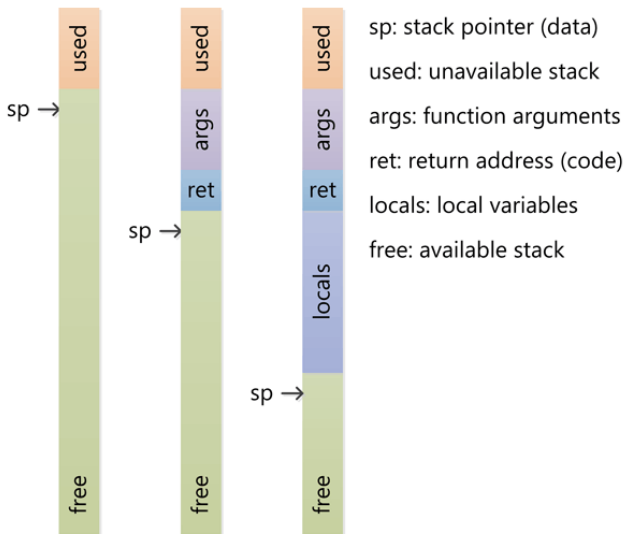 used
sp →
free
used
args
ret
sp →
free
used
args
ret
locals
sp →
free
sp: stack pointer (data)
used: unavailable stack
args: function arguments
ret: return address (code)
locals: local variables
free: available stack